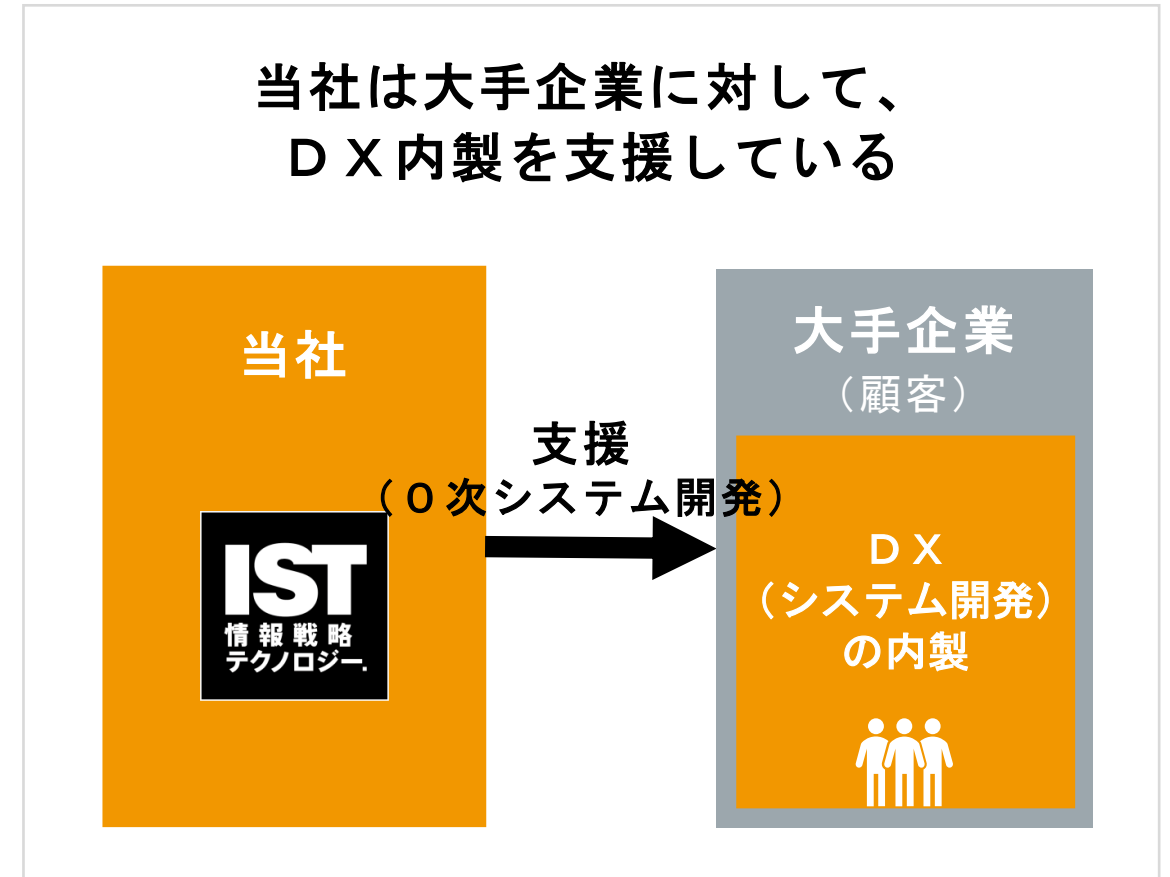 当社は大手企業に対して、
ＤＸ内製を支援している
当社
IST
情報戦略
テクノロジー.
支援
（０次システム開発）
大手企業
（顧客）
ＤＸ
（システム開発）
の内製